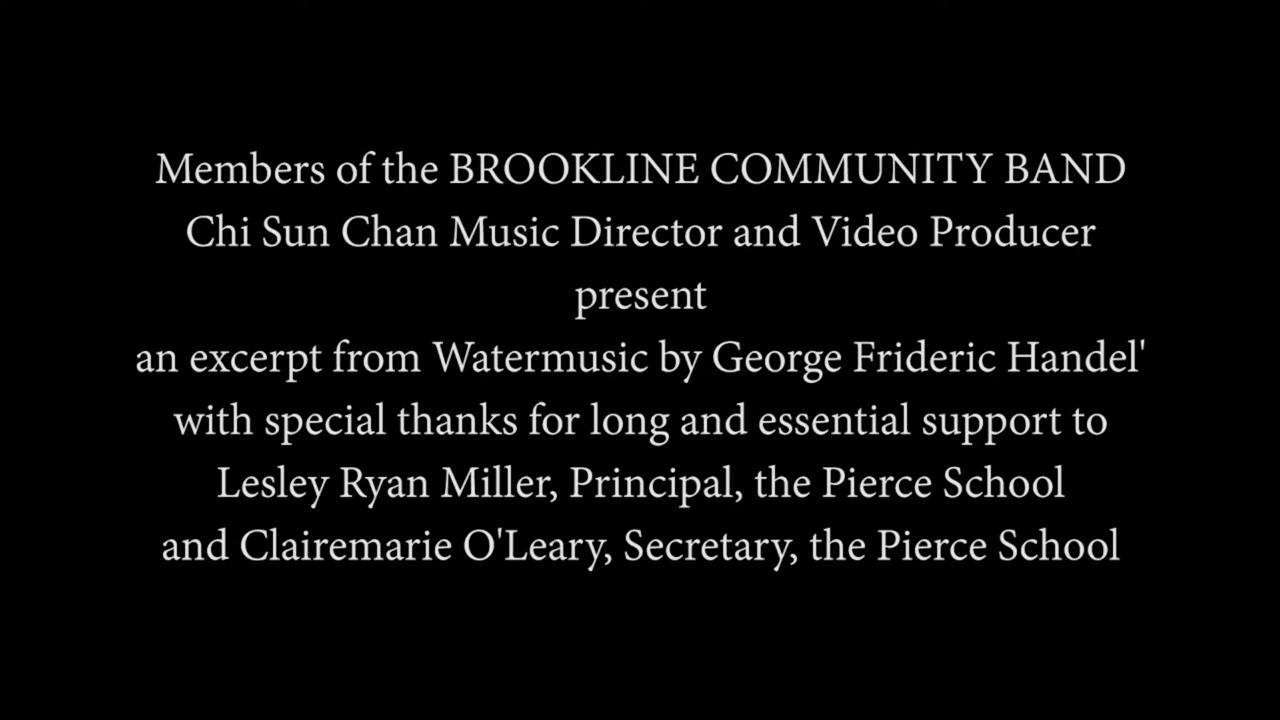 Members of the BROOKLINE COMMUNITY BAND
Chi Sun Chan Music Director and Video Producer
present
an excerpt from Watermusic by George Frideric Handel'
with special thanks for long and essential support to
Lesley Ryan Miller, Principal, the Pierce School
and Clairemarie O'Leary, Secretary, the Pierce School